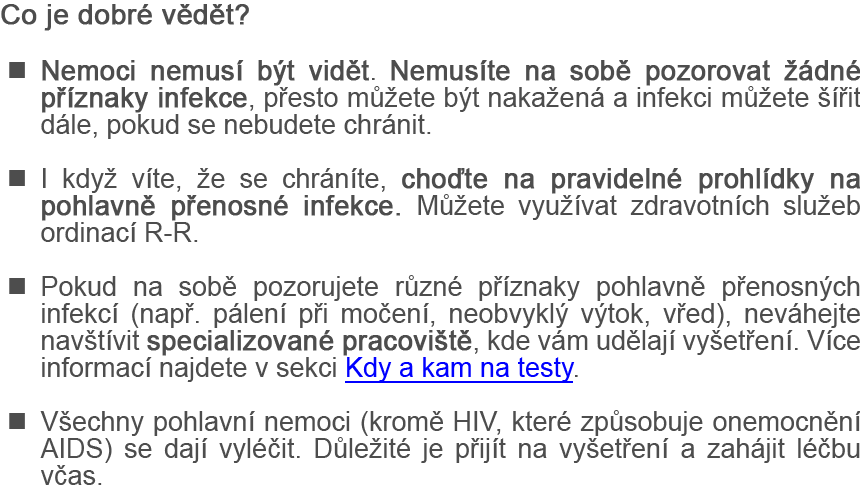 Co je dobré vědět?
■ Nemoci nemusí být vidět. Nemusíte na sobě pozorovat žádné
příznaky infekce, přesto můžete být nakažená a infekci můžete šířit
dále, pokud se nebudete chránit.
■ I když víte, že se chráníte, choďte na pravidelné prohlídky na
pohlavně přenosné infekce. Můžete využívat zdravotních služeb
ordinací R-R.
■ Pokud na sobě pozorujete různé příznaky pohlavně přenosných
infekcí (např. pálení při močení, neobvyklý výtok, vřed), neváhejte
navštívit specializované pracoviště, kde vám udělají vyšetření. Více
informací najdete v sekci Kdy a kam na testy.
■ Všechny pohlavní nemoci (kromě HIV, které způsobuje onemocnění
AIDS) se dají vyléčit. Důležité je přijít na vyšetření a zahájit léčbu
včas.